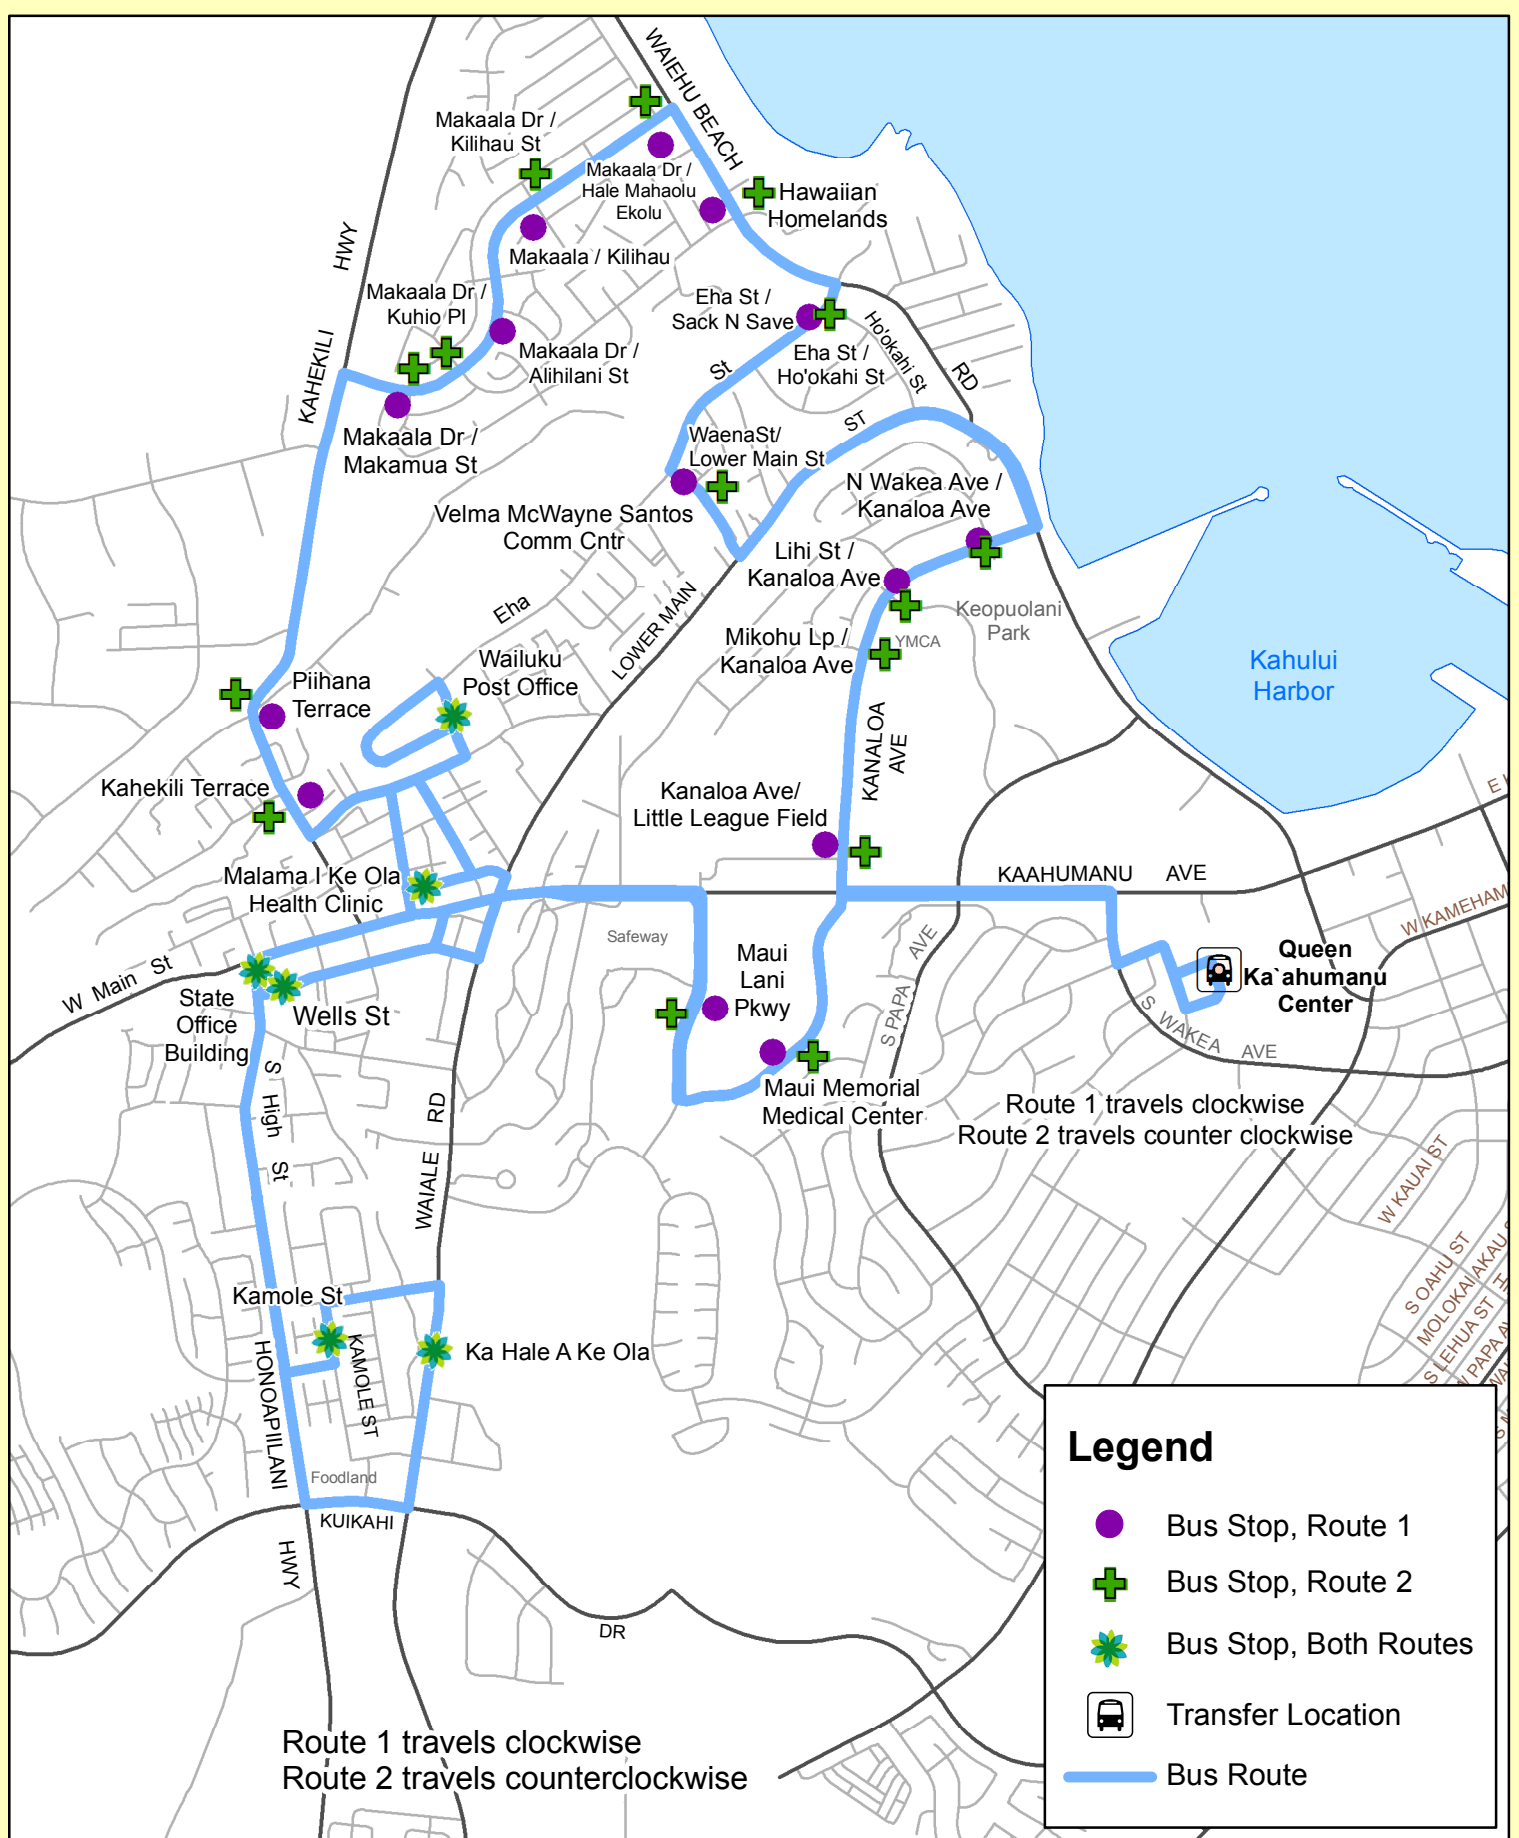 WAIEHU BEACH
Makaala Dr /
Kilihau St
Makaala Dr /
Hale Mahaolu
Ekolu
Hawaiian
Homelands
HWY
Makaala / Kilihau
Makaala Dr /
Kuhio Pl
Eha St /
Sack N Save
Ho'okahi St
RD
KAHEKILI
Makaala Dr /
Alihilani St
Eha St /
Ho'okahi St
St
ST
Makaala Dr /
Makamua St
WaenaSt/
Lower Main St
N Wakea Ave /
Kanaloa Ave
Velma McWayne Santos
Comm Cntr
Lihi St /
Kanaloa Ave
Eha
LOWER MAIN
Keopuolani
Park
Mikohu Lp /
Kanaloa Ave
YMCA
Kahului
Harbor
Wailuku
Post Office
Piihana
Terrace
KANALOA
AVE
Kahekili Terrace
Kanaloa Ave/
Little League Field
E
Malama I Ke Ola
Health Clinic
KAAHUMANU AVE
W KAMEHAM
Safeway
Maui
Lani
Pkwy
S PAPA AVE
Queen
Ka`ahumanu
Center
W Main St
State
Office
Building
Wells St
S WAKEA AVE
S High St
Maui Memorial
Medical Center
Route 1 travels clockwise
Route 2 travels counter clockwise
WAIALE RD
W KAUAI ST
S OAHU ST
MOLOKAI AKAU
S LEHUA ST
PAPA
Kamole St
KAMOLE ST
Ka Hale A Ke Ola
HONOAPIILANI
HWY
Foodland
KUIKAHI
DR
Legend
Bus Stop, Route 1
Bus Stop, Route 2
Bus Stop, Both Routes
Transfer Location
Bus Route
Route 1 travels clockwise
Route 2 travels counterclockwise